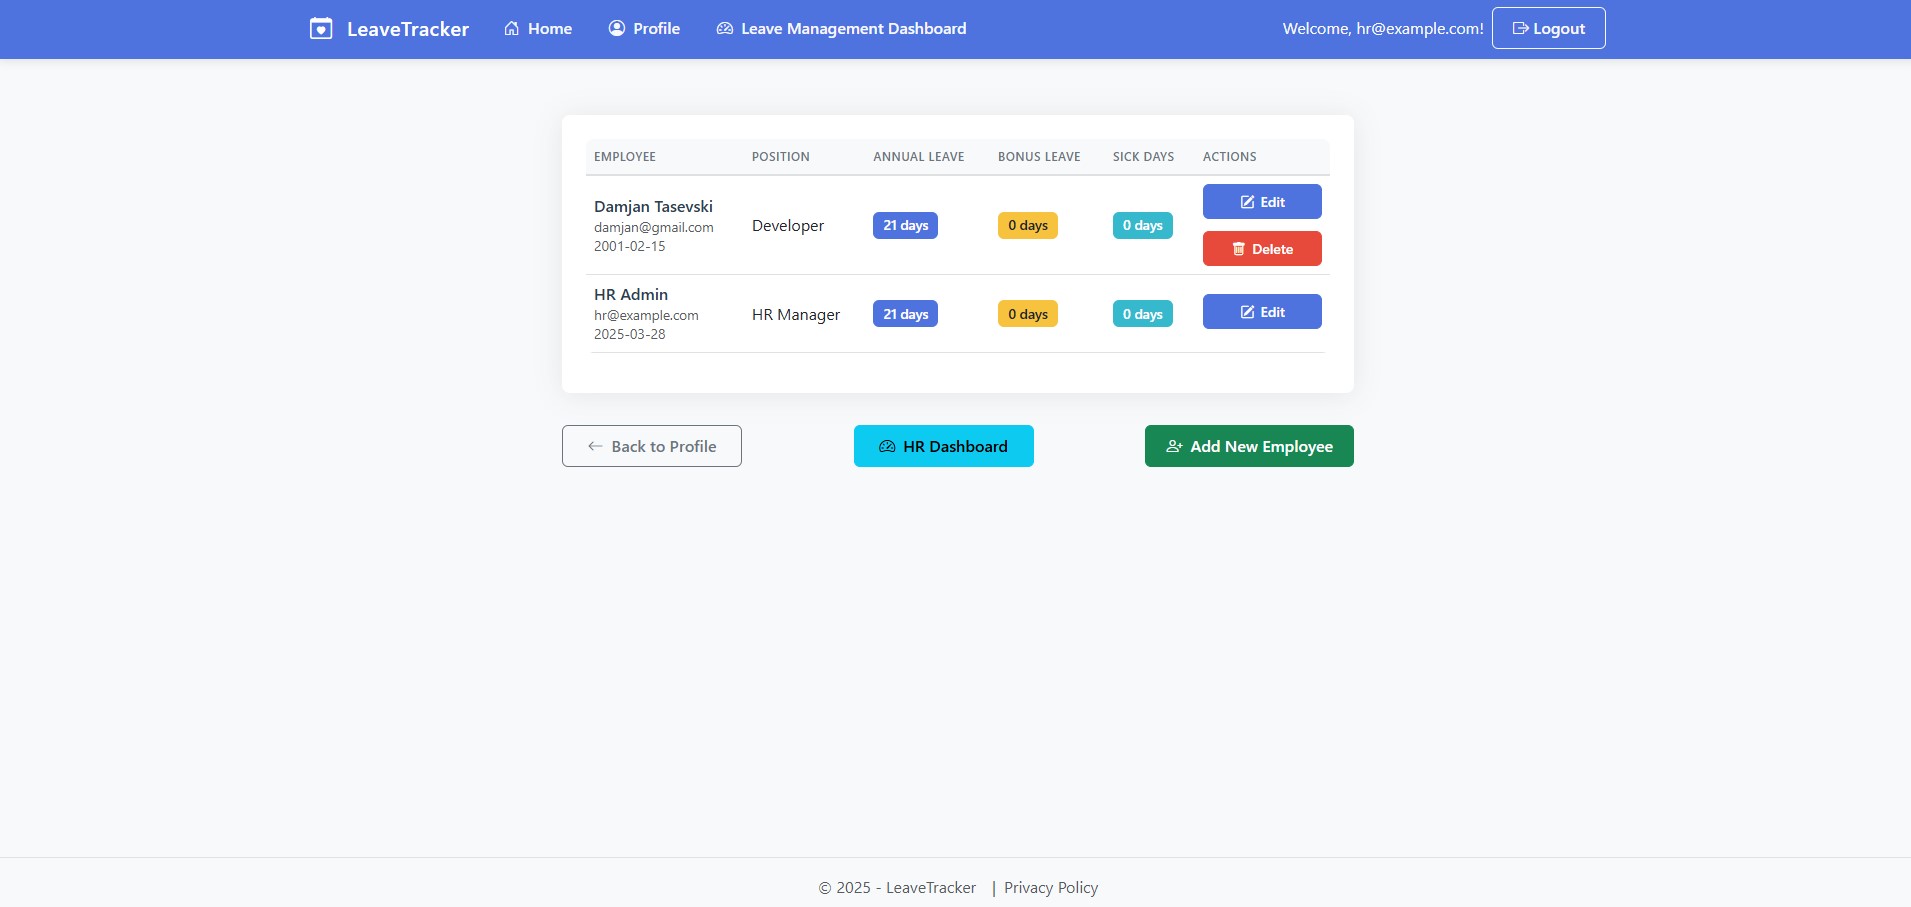 LeaveTracker Home Profile Leave Management Dashboard Welcome, hr@example.com! Logout
EMPLOYEE POSITION ANNUAL LEAVE BONUS LEAVE SICK DAYS ACTIONS
Damjan Tasevski
damjan@gmail.com
2001-02-15
Developer 21 days 0 days 0 days
Edit
Delete
HR Admin
hr@example.com
2025-03-28
HR Manager 21 days 0 days 0 days
Edit
Back to Profile HR Dashboard Add New Employee
© 2025 - LeaveTracker | Privacy Policy